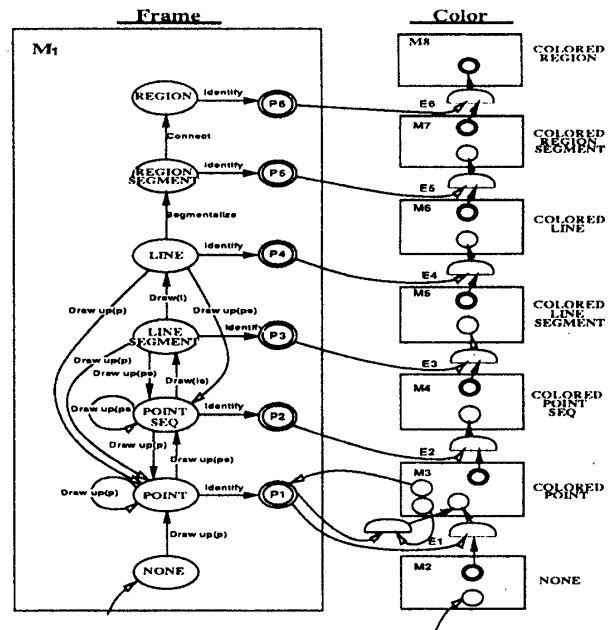 Frame
Color
M1
M8
COLORED
REGION
REGION
Identify
P6
E6
M7
COLORED
REGION
SEGMENT
Connect
REGION
SEGMENT
Identify
P5
E5
M6
COLORED
LINE
Segmentalize
LINE
Identify
P4
E4
M5
COLORED
LINE
SEGMENT
Draw up(p)
Draw(l)
Draw up(ps)
LINE
SEGMENT
Identify
P3
E3
Draw up(p)
Draw up(ps)
Draw(ls)
M4
COLORED
POINT
SEQ
Draw up(ps)
POINT
SEQ
Identify
P2
E2
Draw up(p)
Draw up(ps)
M3
COLORED
POINT
Draw up(p)
POINT
Identify
P1
E1
Draw up(p)
M2
NONE
NONE